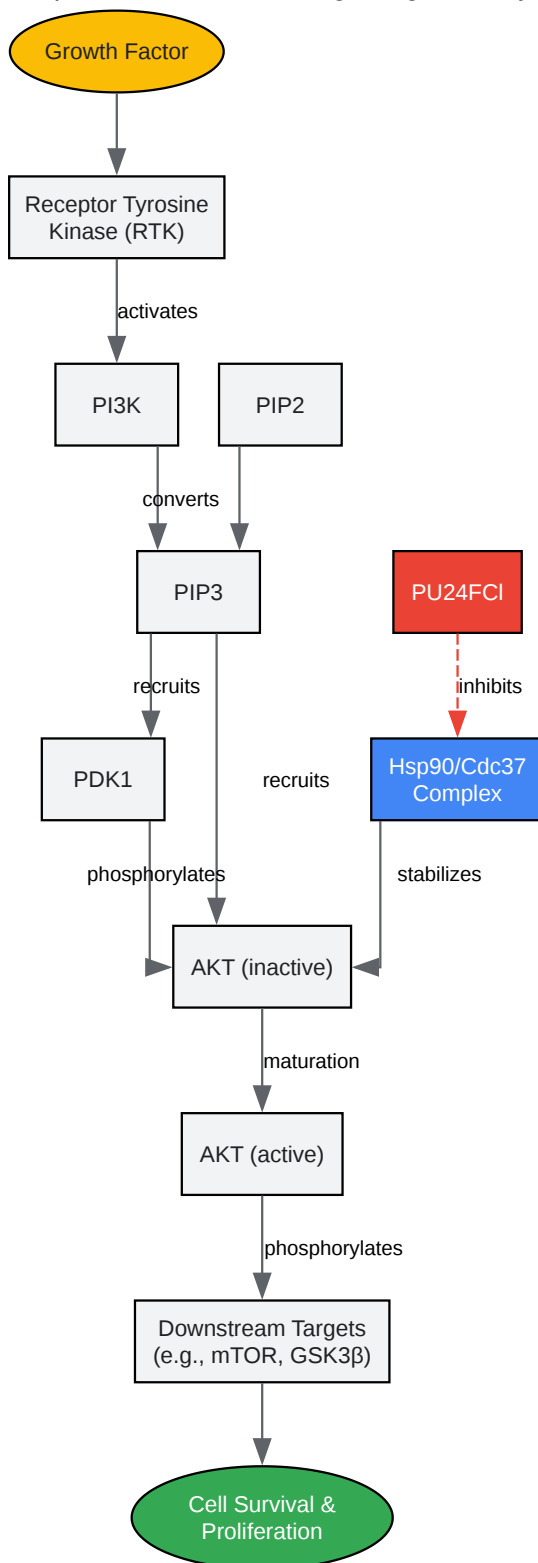 Growth Factor
Receptor Tyrosine
Kinase (RTK)
activates
PI3K
PIP2
converts
PIP3
PU24FCl
recruits
inhibits
PDK1
recruits
Hsp90/Cdc37
Complex
phosphorylates
stabilizes
AKT (inactive)
maturation
AKT (active)
phosphorylates
Downstream Targets
(e.g., mTOR, GSK3β)
Cell Survival &
Proliferation